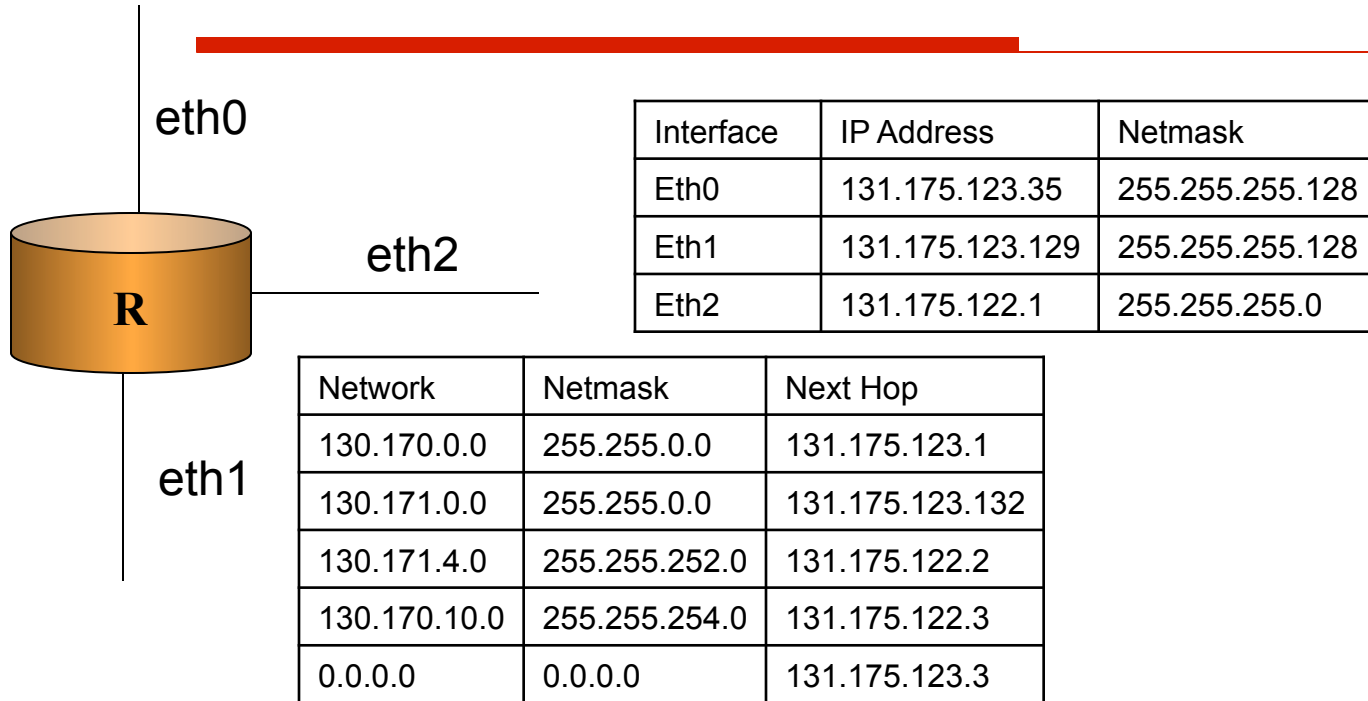 eth0
eth2
R
eth1
Interface IP Address Netmask
Eth0 131.175.123.35 255.255.255.128
Eth1 131.175.123.129 255.255.255.128
Eth2 131.175.122.1 255.255.255.0
Network Netmask Next Hop
130.170.0.0 255.255.0.0 131.175.123.1
130.171.0.0 255.255.0.0 131.175.123.132
130.171.4.0 255.255.252.0 131.175.122.2
130.170.10.0 255.255.254.0 131.175.122.3
0.0.0.0 0.0.0.0 131.175.123.3